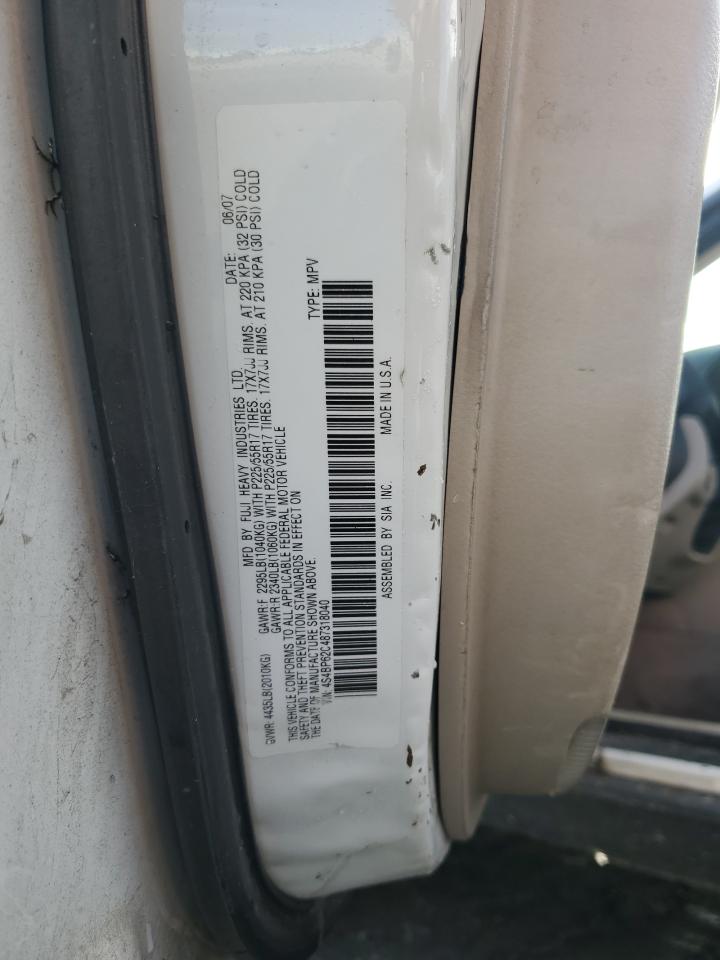 MFD BY FUJI HEAVY INDUSTRIES LTD. DATE: 06/07
GVWR: 4435LB(2010KG) GAWR:F 2295LB(1040KG) WITH P225/55R17 TIRES. RIMS. AT 220 KPA (32 PSI) COLD
GAWR:R 2340LB(1060KG) WITH P225/55R17 TIRES. RIMS. AT 210 KPA (30 PSI) COLD
THIS VEHICLE CONFORMS TO ALL APPLICABLE FEDERAL MOTOR VEHICLE
SAFETY AND THEFT PREVENTION STANDARDS IN EFFECT ON
THE DATE OF MANUFACTURE SHOWN ABOVE.
VIN: 4S4BP62C487318040 TYPE: MPV
ASSEMBLED BY SIA INC. MADE IN U.S.A.